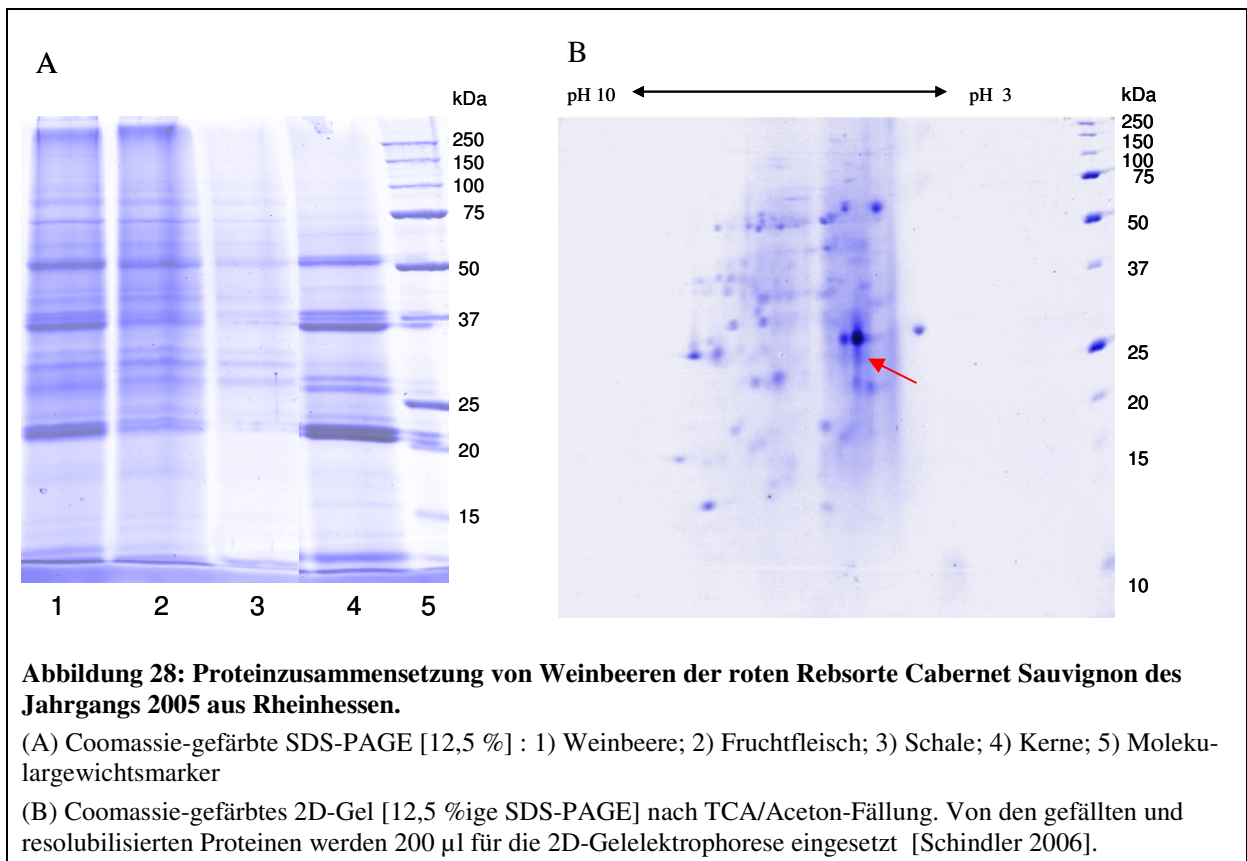 A
kDa
250
150
100
75
50
37
25
20
15
1 2 3 4 5
B
pH 10 pH 3
kDa
250
150
100
75
50
37
25
20
15
10
Abbildung 28: Proteinzusammensetzung von Weinbeeren der roten Rebsorte Cabernet Sauvignon des
Jahrgangs 2005 aus Rheinhessen.
(A) Coomassie-gefärbte SDS-PAGE [12,5 %] : 1) Weinbeere; 2) Fruchtfleisch; 3) Schale; 4) Kerne; 5) Moleku-
largewichtsmarker
(B) Coomassie-gefärbtes 2D-Gel [12,5 %ige SDS-PAGE] nach TCA/Aceton-Fällung. Von den gefällten und
resolubilisierten Proteinen werden 200 µl für die 2D-Gelelektrophorese eingesetzt [Schindler 2006].